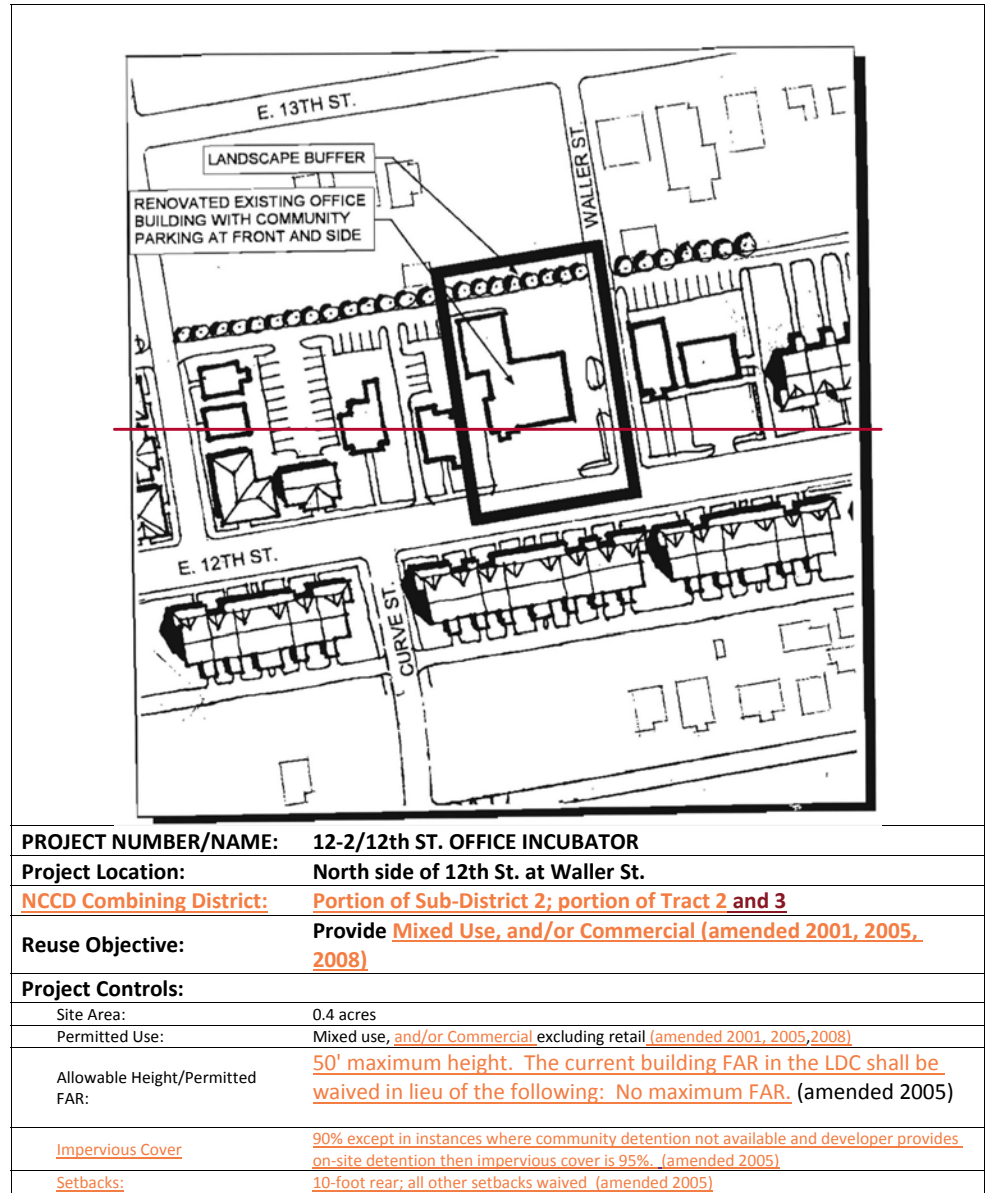 E. 13TH ST.
WALLER ST.
LANDSCAPE BUFFER
RENOVATED EXISTING OFFICE
BUILDING WITH COMMUNITY
PARKING AT FRONT AND SIDE
E. 12TH ST.
CURVE ST.
PROJECT NUMBER/NAME: 12-2/12th ST. OFFICE INCUBATOR
Project Location: North side of 12th St. at Waller St.
NCCD Combining District: Portion of Sub-District 2; portion of Tract 2 and 3
Reuse Objective: Provide Mixed Use, and/or Commercial (amended 2001, 2005,
2008)
Project Controls:
Site Area: 0.4 acres
Permitted Use: Mixed use, and/or Commercial excluding retail (amended 2001, 2005,2008)
Allowable Height/Permitted
FAR:
50' maximum height. The current building FAR in the LDC shall be
waived in lieu of the following: No maximum FAR. (amended 2005)
Impervious Cover
90% except in instances where community detention not available and developer provides
on-site detention then impervious cover is 95%. (amended 2005)
Setbacks: 10-foot rear; all other setbacks waived (amended 2005)